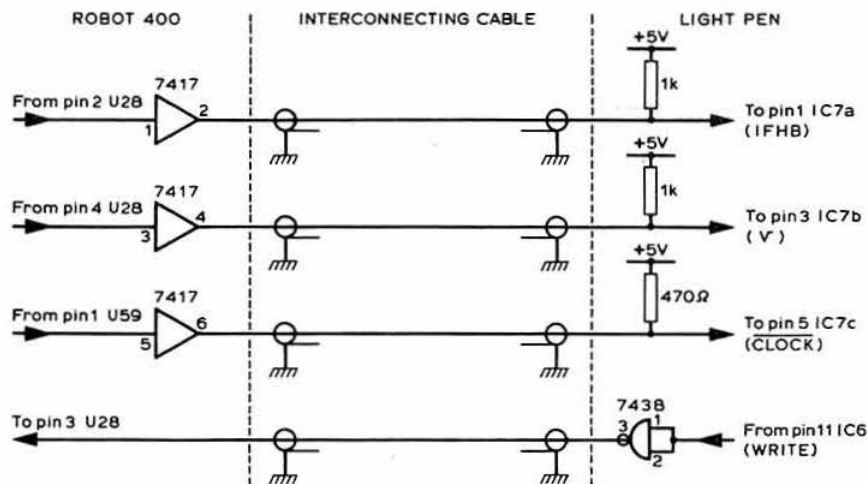 ROBOT 400 INTERCONNECTING CABLE LIGHT PEN
+5V
7417 1k
From pin 2 U28 To pin 1 IC7a
1 2 (IFHB)
+5V
7417 1k
From pin 4 U28 4 To pin 3 IC7b
3 (V)
+5V
7417 470Ω
From pin 1 U59 6 To pin 5 IC7c
5 (CLOCK)
7438
To pin 3 U28 3 1 From pin 11 IC6
2 (WRITE)